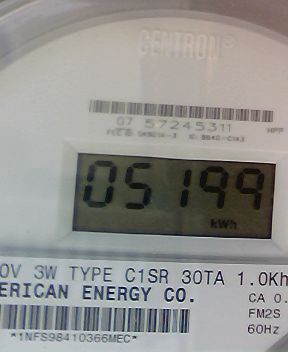 CENTRON®
07 57245311
HPP
05199
kWh
0V 3W TYPE C1SR 30TA 1.0Kh
ERICAN ENERGY CO.
CA 0.
FM2S
*1NFS98410366MEC*
60Hz